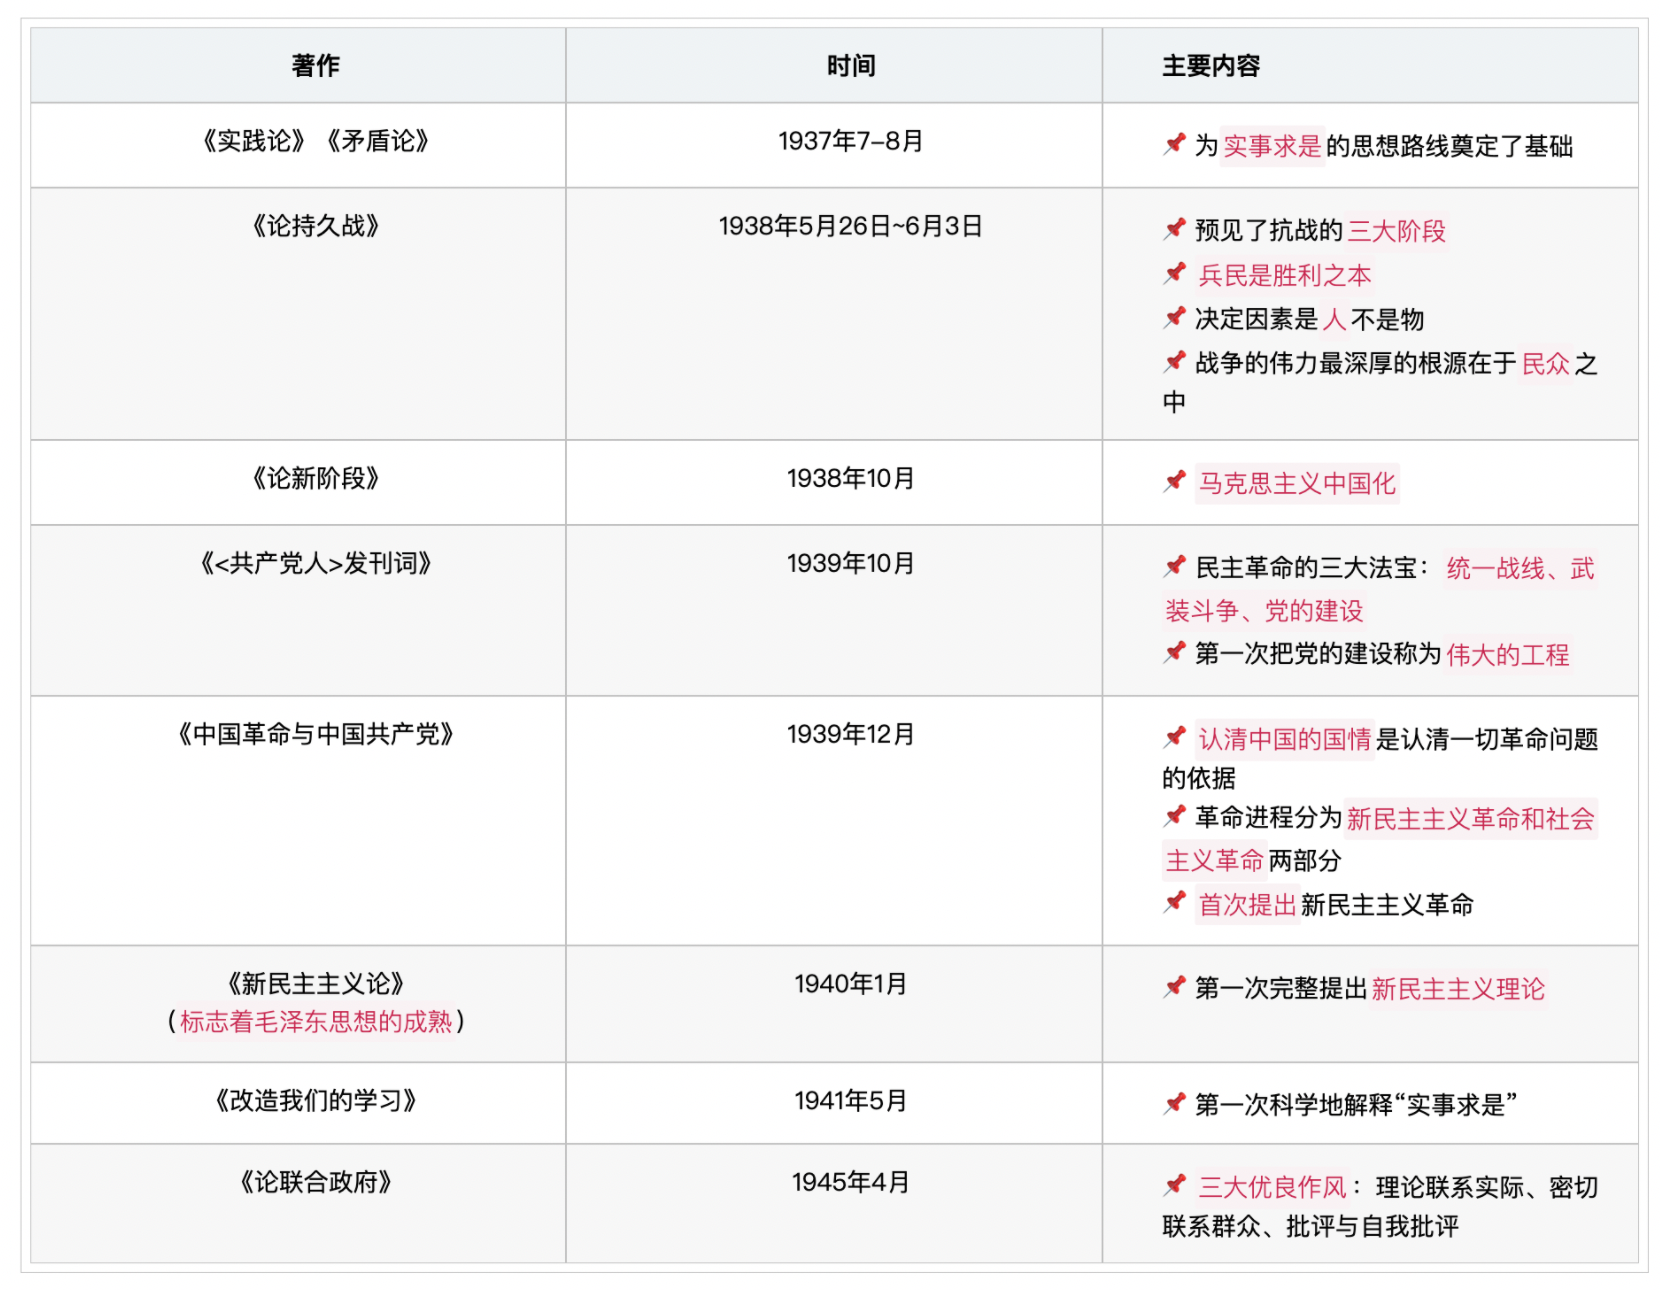 著作 时间 主要内容
《实践论》《矛盾论》 1937年7-8月 📌 为实事求是的思想路线奠定了基础
《论持久战》 1938年5月26日~6月3日 📌 预见了抗战的三大阶段
📌 兵民是胜利之本
📌 决定因素是人不是物
📌 战争的伟力最深厚的根源在于民众之
中
《论新阶段》 1938年10月 📌 马克思主义中国化
《<共产党人>发刊词》 1939年10月 📌 民主革命的三大法宝：统一战线、武
装斗争、党的建设
📌 第一次把党的建设称为伟大的工程
《中国革命与中国共产党》 1939年12月 📌 认清中国的国情是认清一切革命问题
的依据
📌 革命进程分为新民主主义革命和社会
主义革命两部分
📌 首次提出新民主主义革命
《新民主主义论》 1940年1月 📌 第一次完整提出新民主主义理论
（标志着毛泽东思想的成熟）
《改造我们的学习》 1941年5月 📌 第一次科学地解释“实事求是”
《论联合政府》 1945年4月 📌 三大优良作风：理论联系实际、密切
联系群众、批评与自我批评